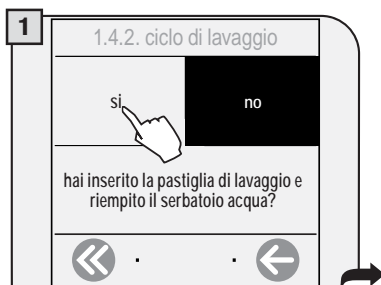 1
1.4.2. ciclo di lavaggio
si
no
hai inserito la pastiglia di lavaggio e
riempito il serbatoio acqua?